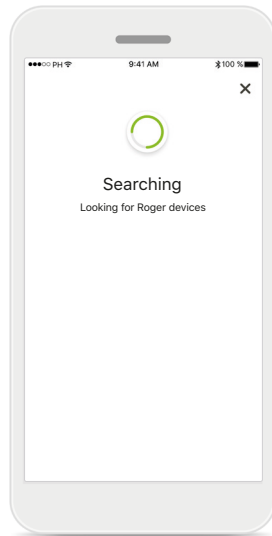 ●●●○○ PH 9:41 AM 100 %
Searching
Looking for Roger devices